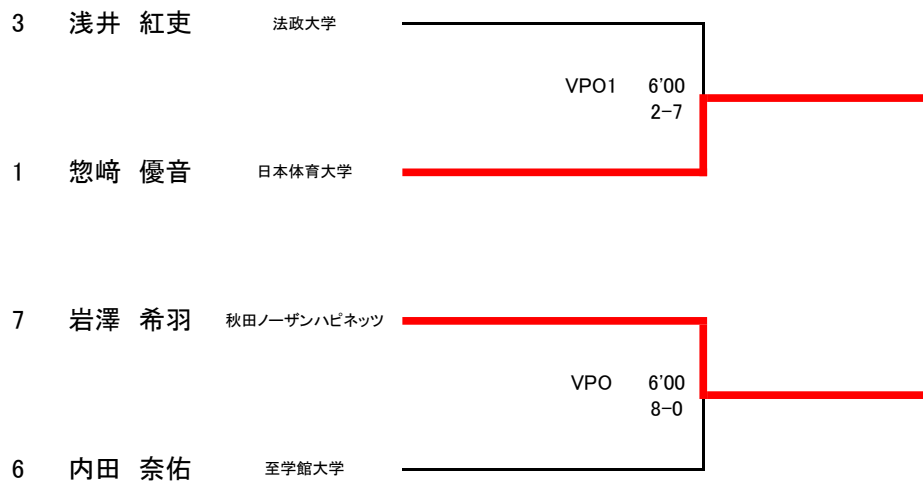 3 浅井 紅吏 法政大学
VPO1 6'00
2-7
1 惣﨑 優音 日本体育大学
7 岩澤 希羽 秋田ノーザンハピネッツ
VPO 6'00
8-0
6 内田 奈佑 至学館大学